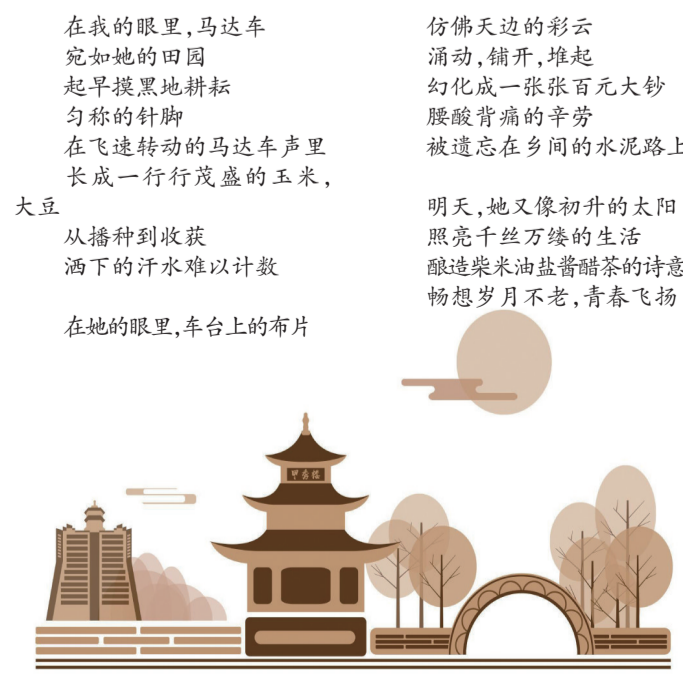 在我的眼里,马达车
宛如她的田园
起早摸黑地耕耘
匀称的针脚
在飞速转动的马达车声里
长成一行行茂盛的玉米,
大豆
从播种到收获
洒下的汗水难以计数
在她的眼里,车台上的布片
仿佛天边的彩云
涌动,铺开,堆起
幻化成一张张百元大钞
腰酸背痛的辛劳
被遗忘在乡间的水泥路上
明天,她又像初升的太阳
照亮千丝万缕的生活
酿造柴米油盐酱醋茶的诗意
畅想岁月不老,青春飞扬
甲秀楼